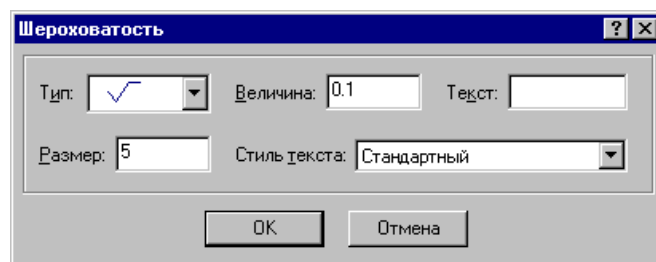 Шероховатость
Тип: Величина: 0.1 Текст:
Размер: 5 Стиль текста: Стандартный
OK Отмена